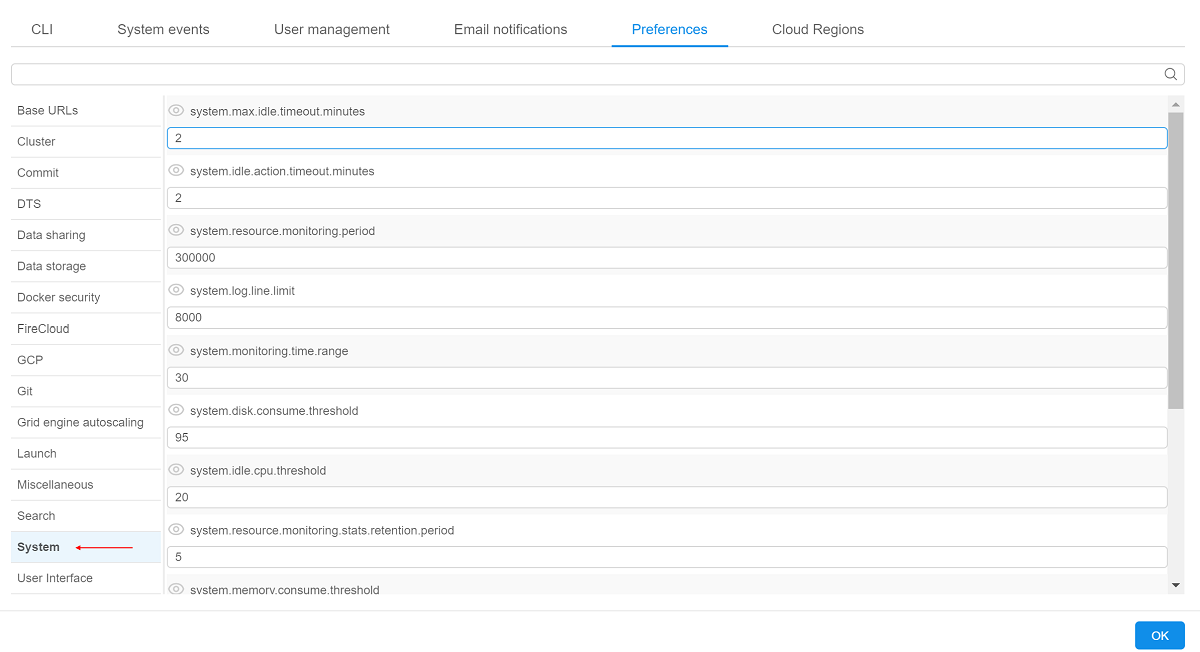 CLI System events User management Email notifications Preferences Cloud Regions
Base URLs
Cluster
Commit
DTS
Data sharing
Data storage
Docker security
FireCloud
GCP
Git
Grid engine autoscaling
Launch
Miscellaneous
Search
System
User Interface
system.max.idle.timeout.minutes
2
system.idle.action.timeout.minutes
2
system.resource.monitoring.period
300000
system.log.line.limit
8000
system.monitoring.time.range
30
system.disk.consume.threshold
95
system.idle.cpu.threshold
20
system.resource.monitoring.stats.retention.period
5
system.memory.consume.threshold
OK